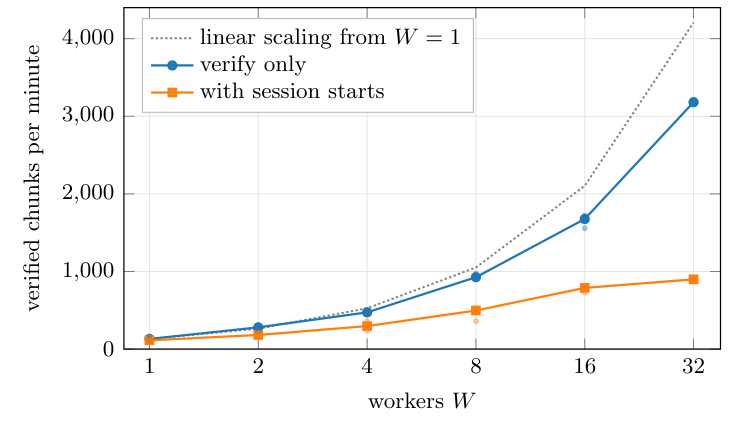 linear scaling from W = 1
verify only
with session starts
verified chunks per minute
4,000
3,000
2,000
1,000
0
1 2 4 8 16 32
workers W